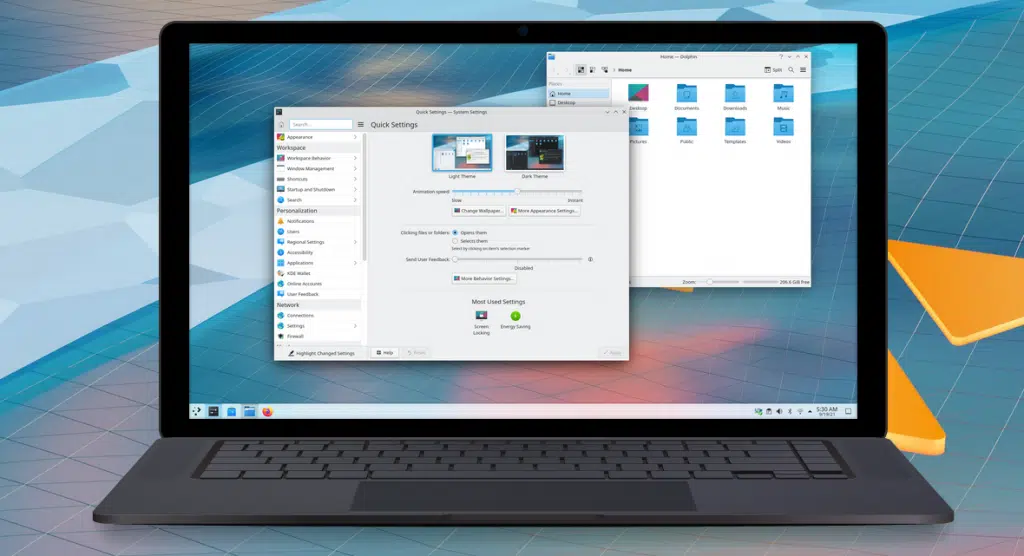 Home — Dolphin
Split
Home
Places
Home
Desktop
Desktop
Documents
Downloads
Music
Pictures
Public
Templates
Videos
Zoom:
206.6 GiB Free
Quick Settings — System Settings
Search...
Quick Settings
Appearance
Workspace
Workspace Behavior
Window Management
Shortcuts
Startup and Shutdown
Search
Personalization
Notifications
Users
Regional Settings
Accessibility
Applications
KDE Wallet
Online Accounts
User Feedback
Network
Connections
Settings
Firewall
Highlight Changed Settings
Light Theme
Dark Theme
Animation speed:
Slow
Instant
Change Wallpaper...
More Appearance Settings...
Clicking files or folders:
Opens them
Selects them
Select by clicking on item's selection marker
Send User Feedback:
Disabled
More Behavior Settings...
Most Used Settings
Screen
Locking
Energy Saving
Help
Reset
Apply
5:30 AM
9/19/21